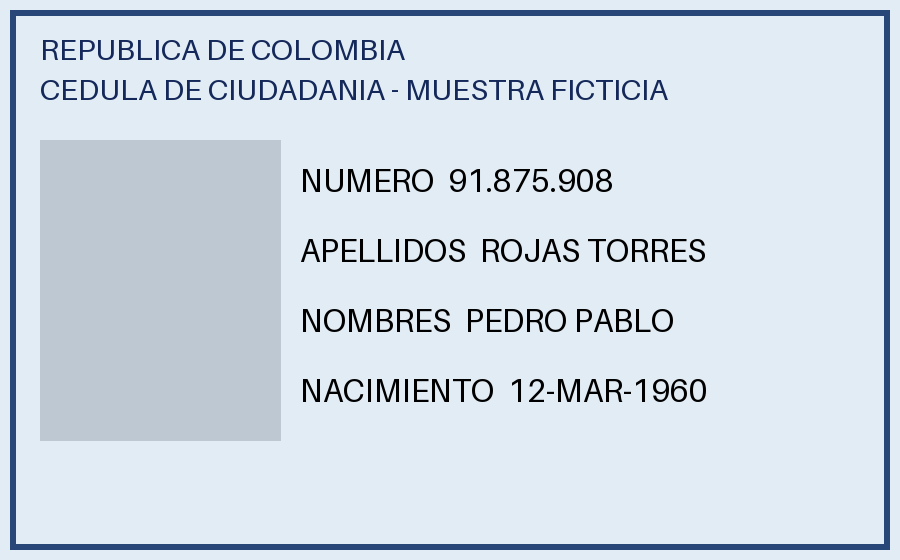 REPUBLICA DE COLOMBIA
CEDULA DE CIUDADANIA - MUESTRA FICTICIA
NUMERO 91.875.908
APELLIDOS ROJAS TORRES
NOMBRES PEDRO PABLO
NACIMIENTO 12-MAR-1960